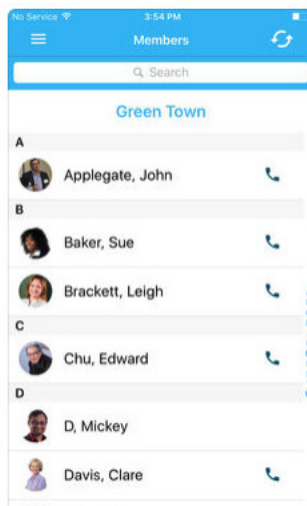 No Service 3:54 PM
Members
Search
Green Town
A
Applegate, John
B
Baker, Sue
Brackett, Leigh
C
Chu, Edward
D
D, Mickey
Davis, Clare